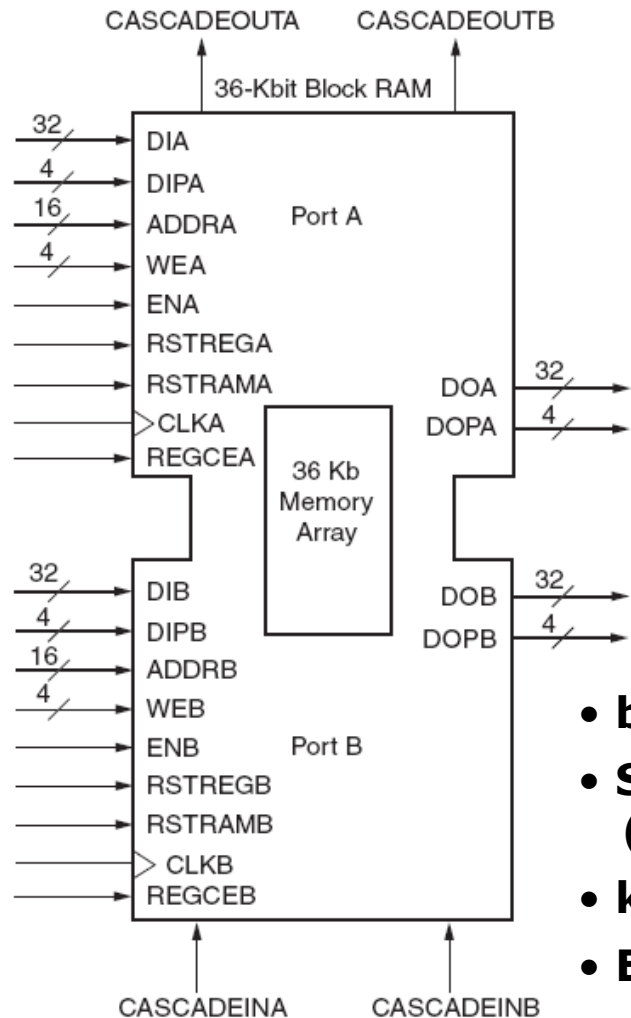 CASCADEOUTA CASCADEOUTB
36-Kbit Block RAM
32
DIA
4
DIPA
16
ADDRA
Port A
4
WEA
ENA
RSTREGA
RSTRAMA
CLKA
REGCEA
DOA
32
DOPA
4
36 Kb
Memory
Array
32
DIB
4
DIPB
16
ADDRB
4
WEB
ENB
Port B
RSTREGB
RSTRAMB
CLKB
REGCEB
DOB
32
DOPB
4
CASCADEINA CASCADEINB